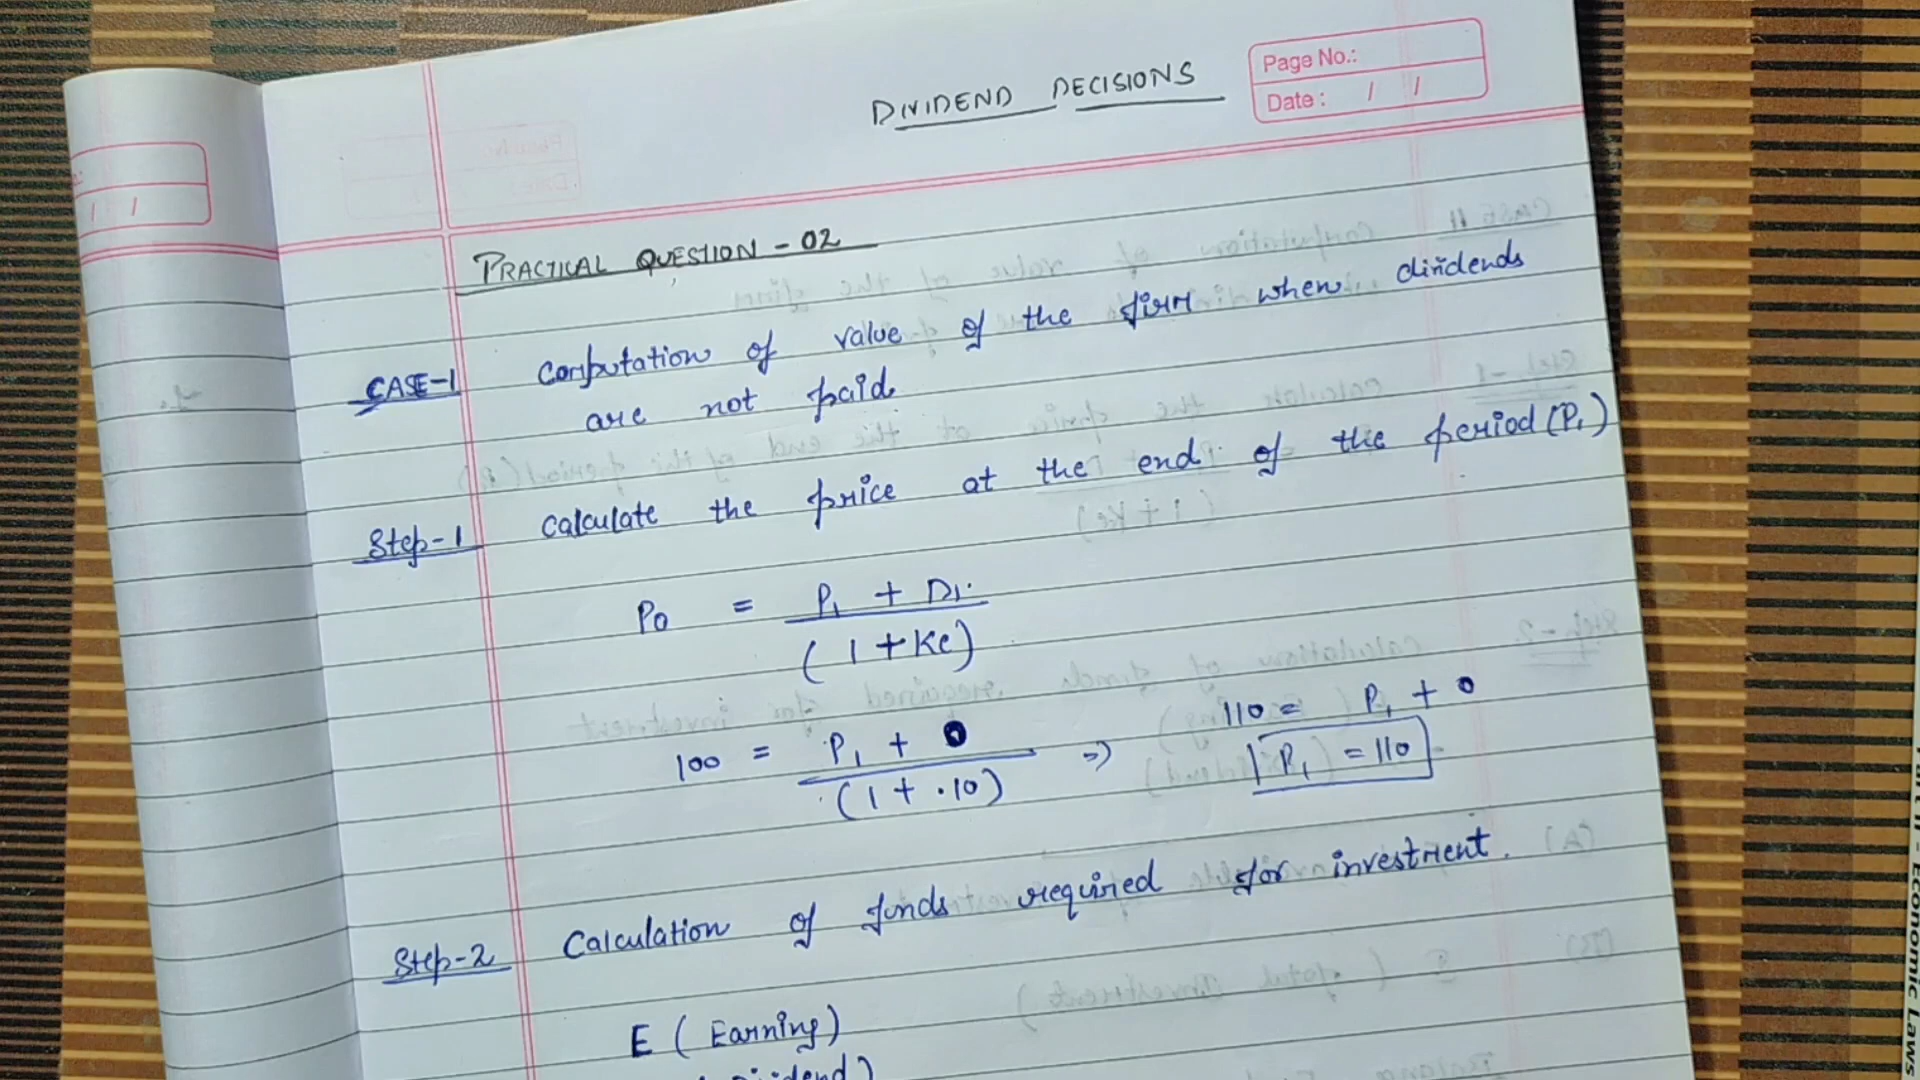 DIVIDEND DECISIONS
Page No.:
Date: / /
/ /
PRACTICAL QUESTION - 02
CASE-1 Computation of value of the firm when dividends
are not paid
Step-1 calculate the price at the end of the period (P1)
P0 = P1 + D1
(1 + Ke)
100 = P1 + 0 ⇒ 110 = P1 + 0
(1 + .10) P1 = 110
Step-2 Calculation of funds required for investment.
E (Earning)
Economic Laws